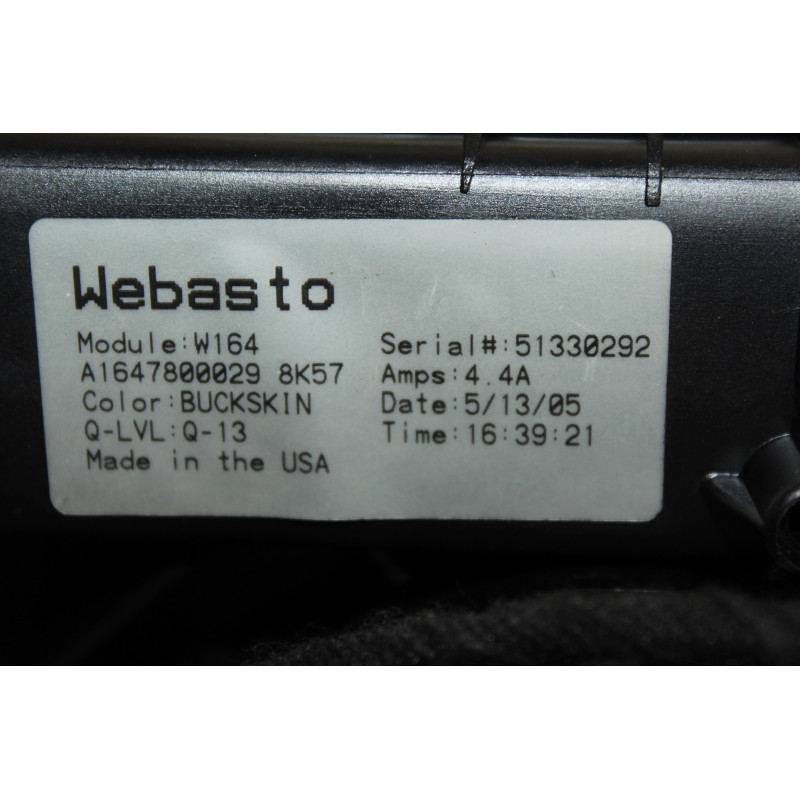 Webasto
Module:W164
A1647800029 8K57
Color:BUCKSKIN
Q-LVL:Q-13
Made in the USA
Serial#:51330292
Amps:4.4A
Date:5/13/05
Time:16:39:21